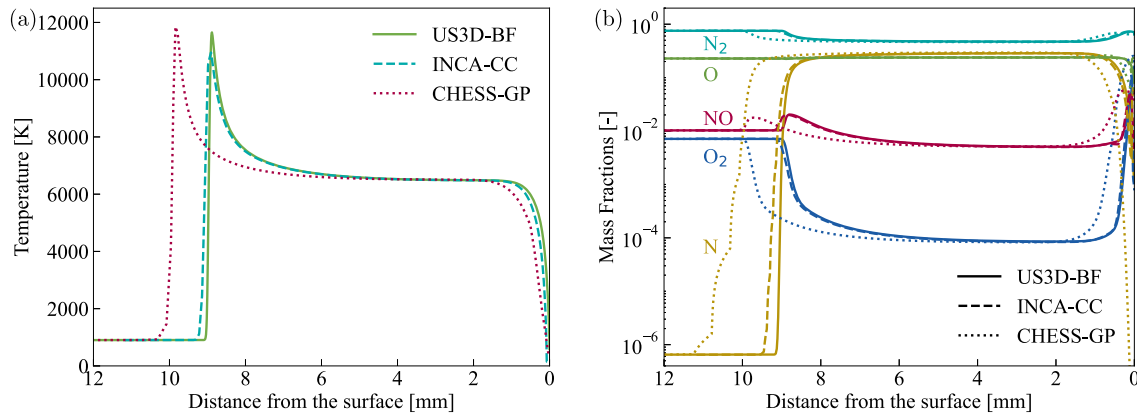 (a)
12000
10000
8000
6000
4000
2000
0
Temperature [K]
US3D-BF
INCA-CC
CHESS-GP
12 10 8 6 4 2 0
Distance from the surface [mm]
(b)
10⁰
10⁻²
10⁻⁴
10⁻⁶
Mass Fractions [-]
N₂
O
NO
O₂
N
US3D-BF
INCA-CC
CHESS-GP
12 10 8 6 4 2 0
Distance from the surface [mm]